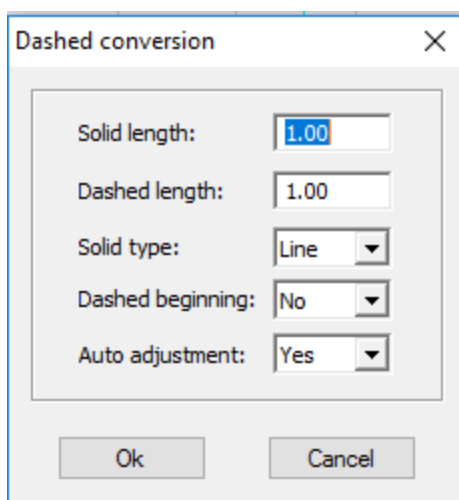 Dashed conversion
Solid length: 1.00
Dashed length: 1.00
Solid type: Line
Dashed beginning: No
Auto adjustment: Yes
Ok Cancel